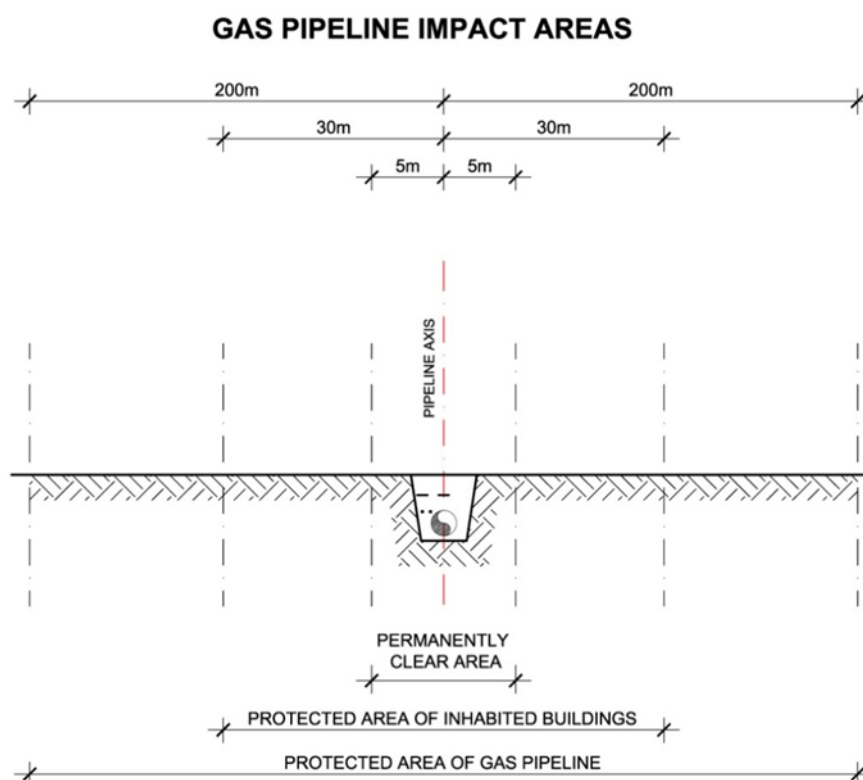 GAS PIPELINE IMPACT AREAS
200m 200m
30m 30m
5m 5m
PIPELINE AXIS
PERMANENTLY
CLEAR AREA
PROTECTED AREA OF INHABITED BUILDINGS
PROTECTED AREA OF GAS PIPELINE